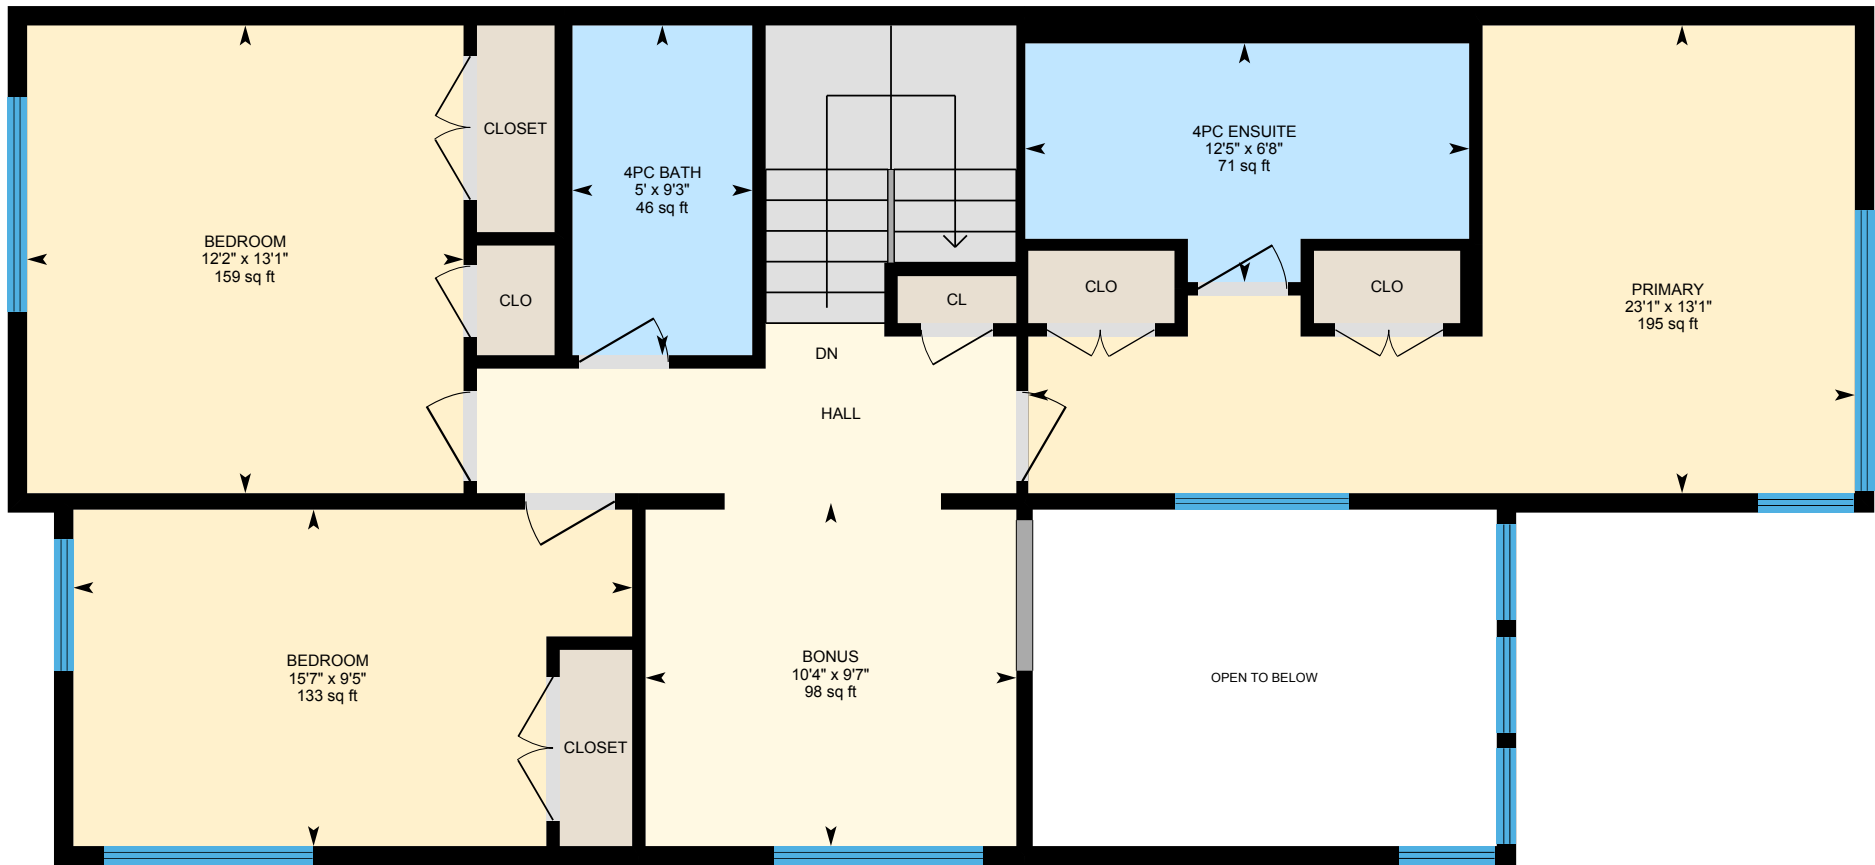 CLOSET
4PC BATH
5' x 9'3"
46 sq ft
4PC ENSUITE
12'5" x 6'8"
71 sq ft
BEDROOM
12'2" x 13'1"
159 sq ft
CLO
CL
CLO
CLO
PRIMARY
23'1" x 13'1"
195 sq ft
DN
HALL
BEDROOM
15'7" x 9'5"
133 sq ft
CLOSET
BONUS
10'4" x 9'7"
98 sq ft
OPEN TO BELOW